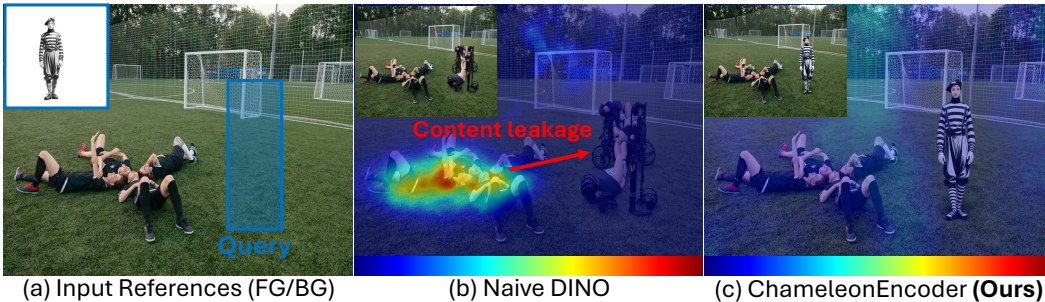 Query
Content leakage
(a) Input References (FG/BG)
(b) Naive DINO
(c) ChameleonEncoder (Ours)